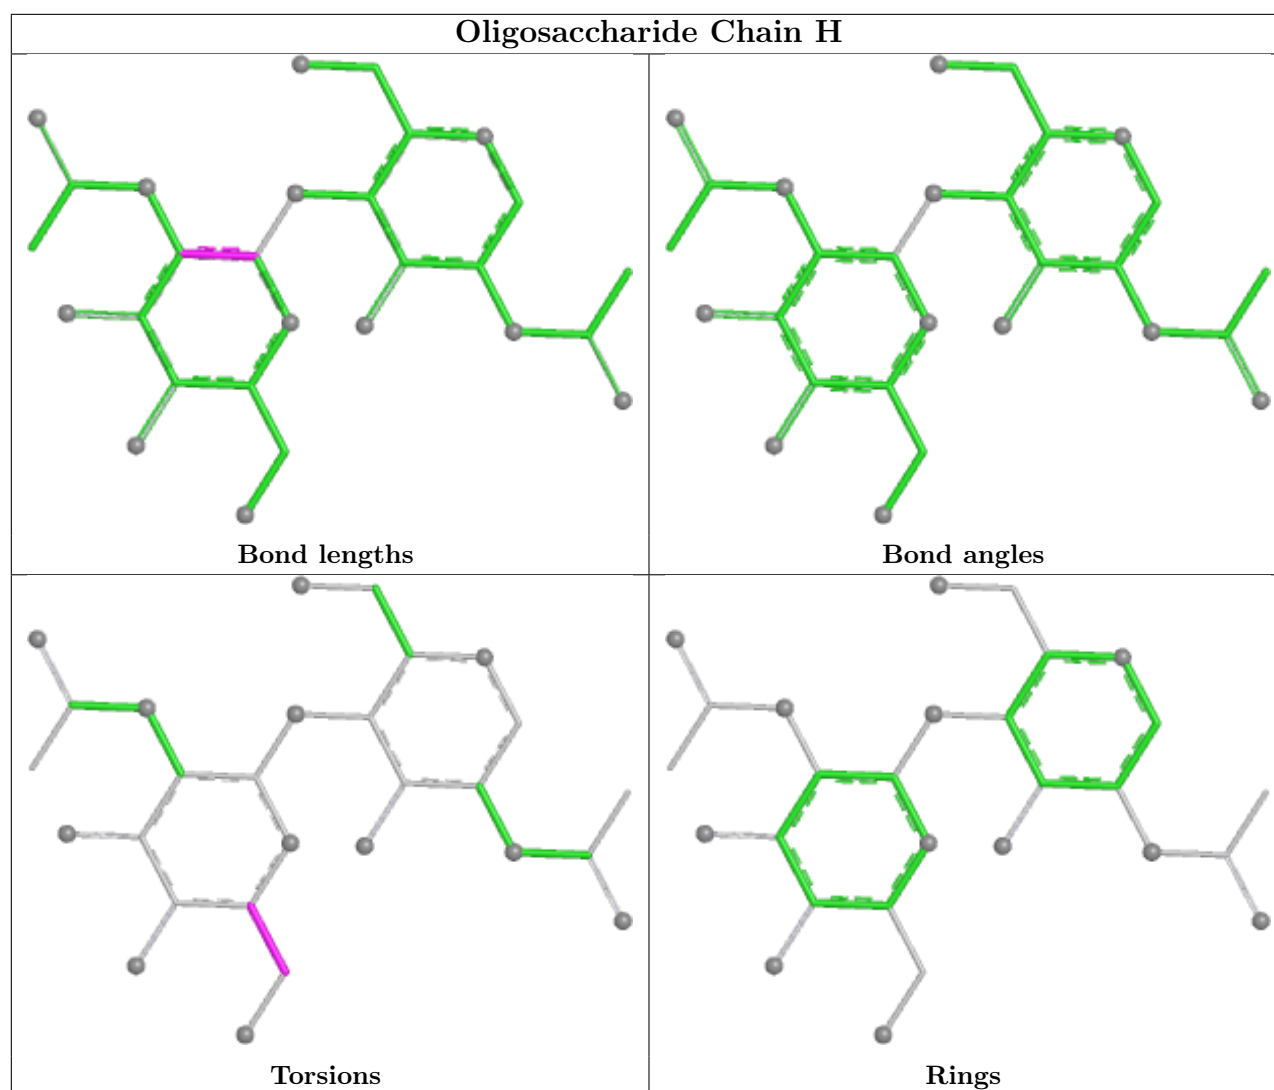 Oligosaccharide Chain H
Bond lengths
Bond angles
Torsions
Rings